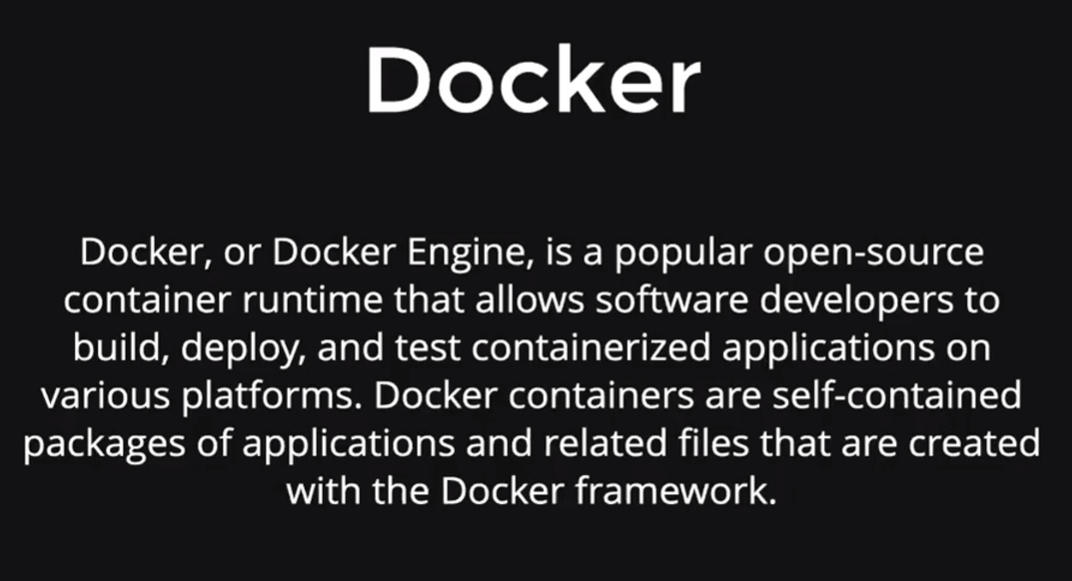 Docker
Docker, or Docker Engine, is a popular open-source
container runtime that allows software developers to
build, deploy, and test containerized applications on
various platforms. Docker containers are self-contained
packages of applications and related files that are created
with the Docker framework.